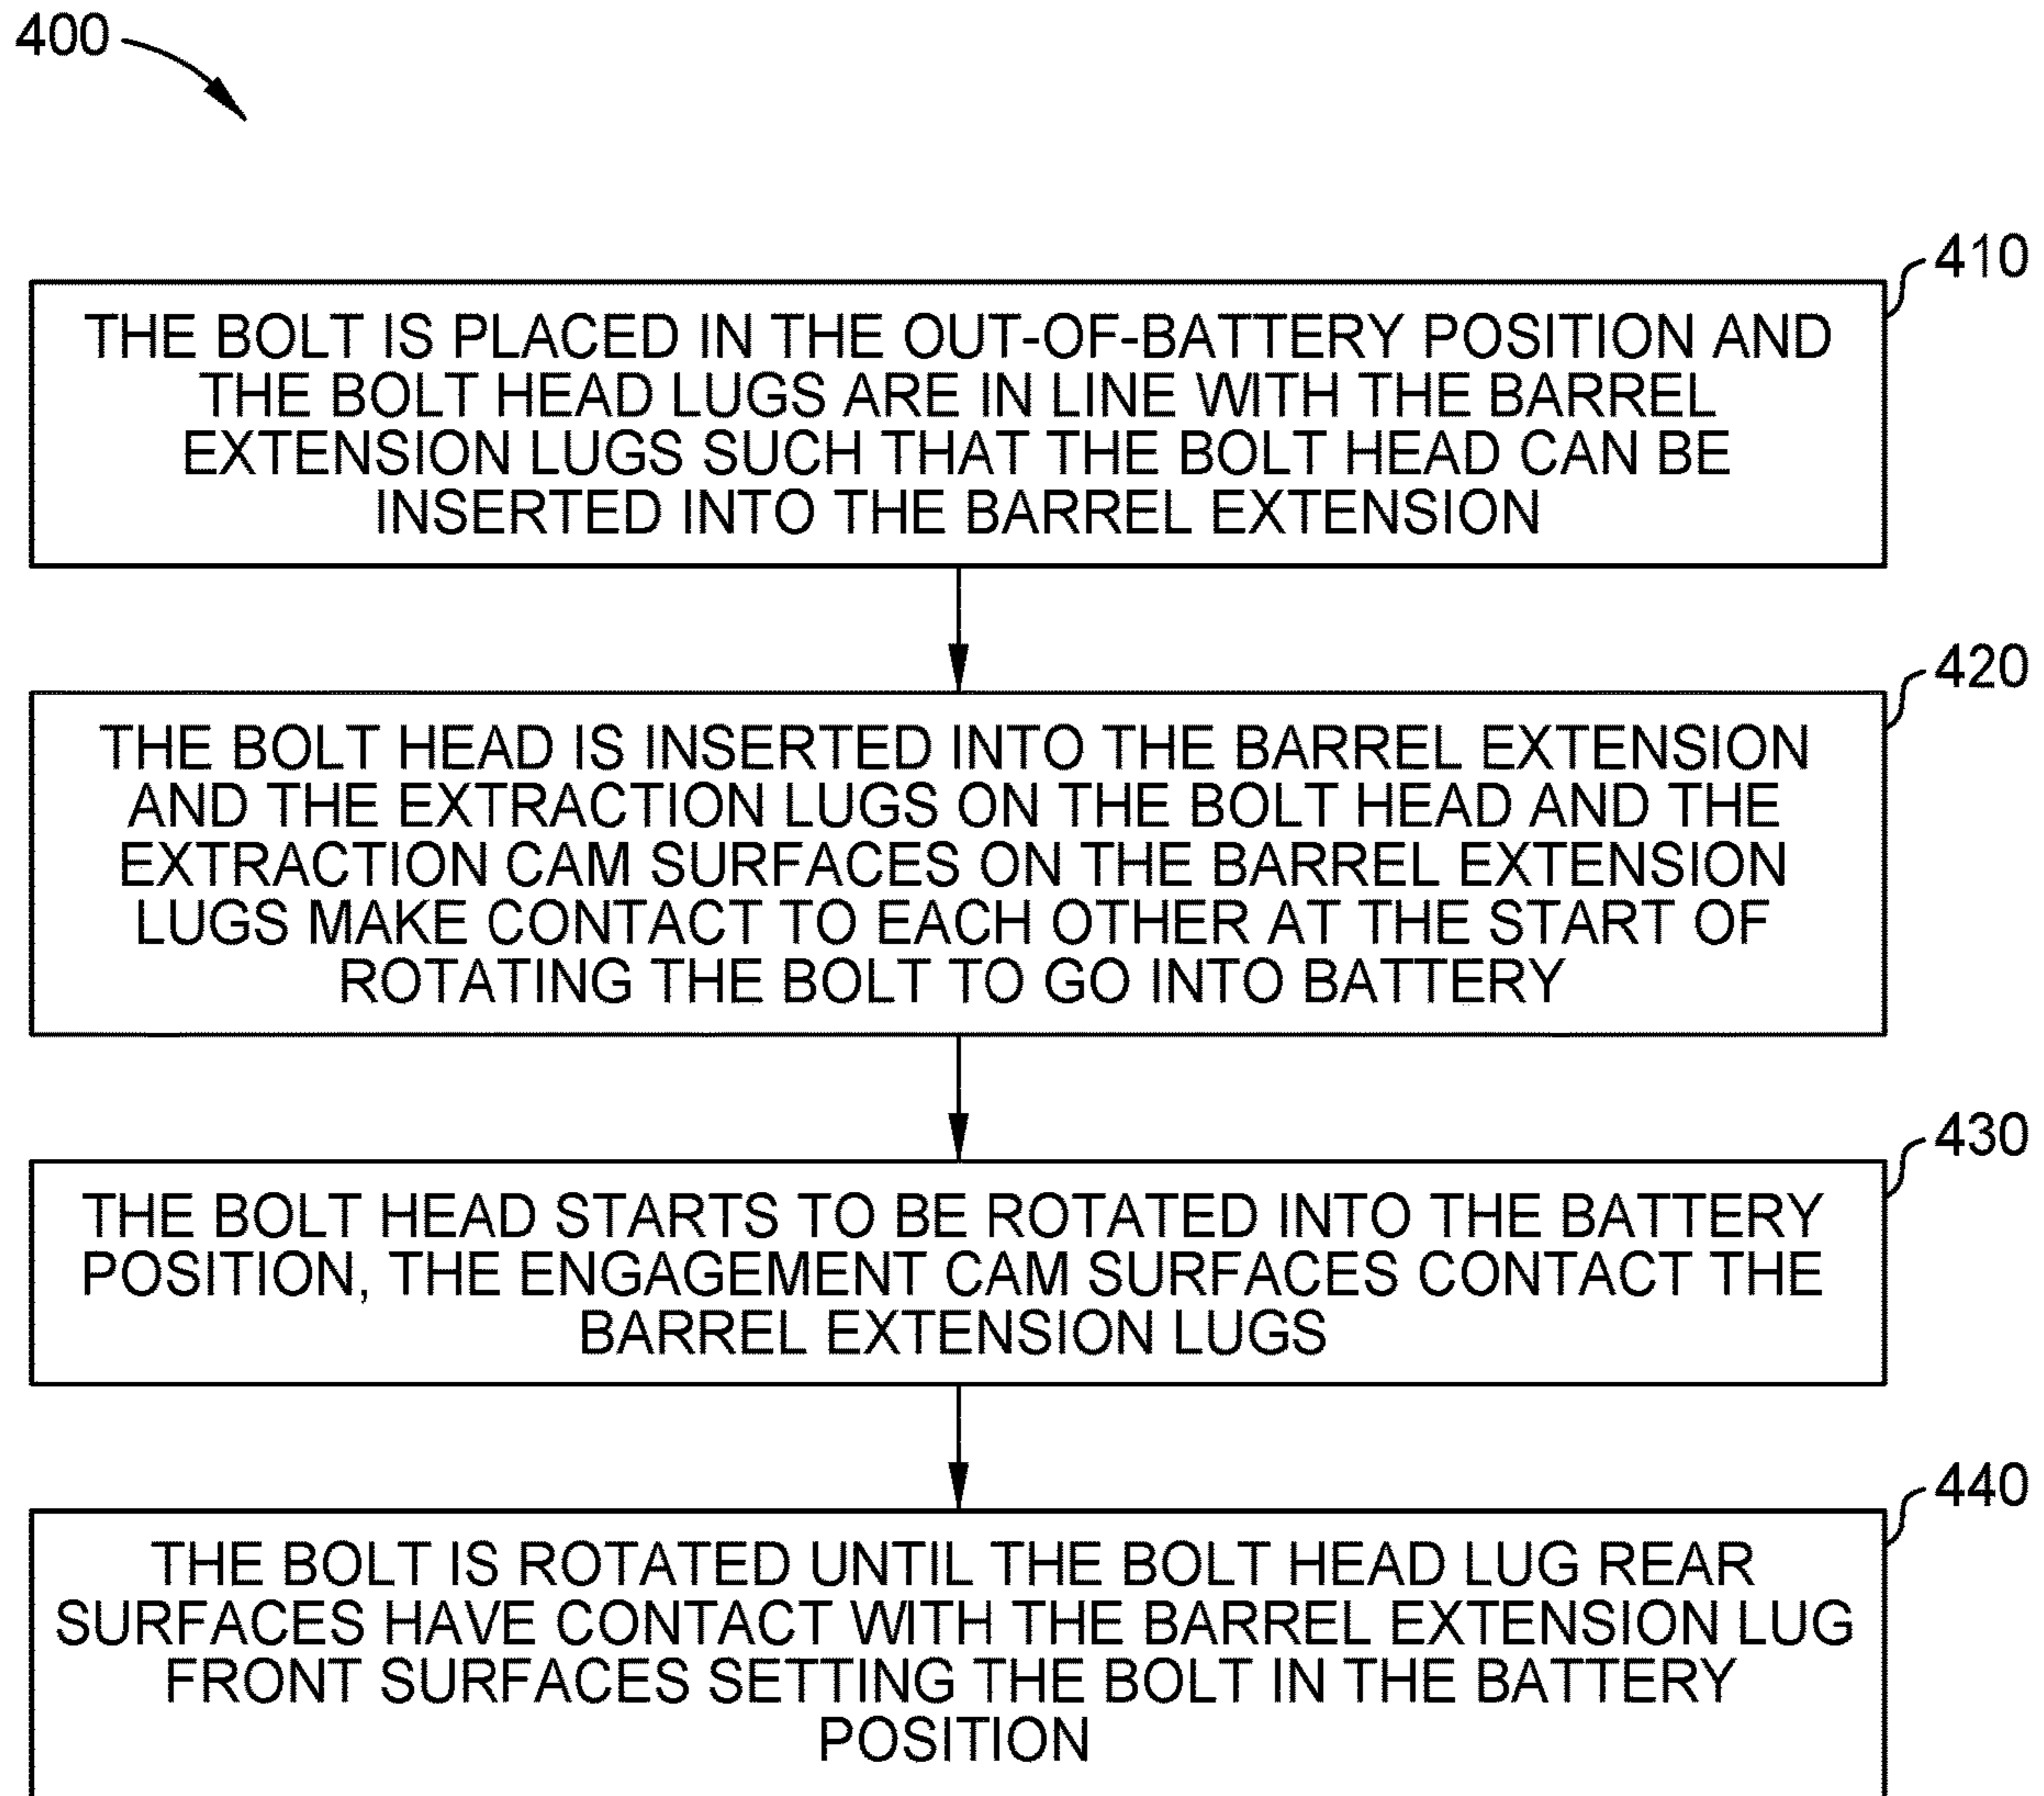 400
410
THE BOLT IS PLACED IN THE OUT-OF-BATTERY POSITION AND
THE BOLT HEAD LUGS ARE IN LINE WITH THE BARREL
EXTENSION LUGS SUCH THAT THE BOLT HEAD CAN BE
INSERTED INTO THE BARREL EXTENSION
420
THE BOLT HEAD IS INSERTED INTO THE BARREL EXTENSION
AND THE EXTRACTION LUGS ON THE BOLT HEAD AND THE
EXTRACTION CAM SURFACES ON THE BARREL EXTENSION
LUGS MAKE CONTACT TO EACH OTHER AT THE START OF
ROTATING THE BOLT TO GO INTO BATTERY
430
THE BOLT HEAD STARTS TO BE ROTATED INTO THE BATTERY
POSITION, THE ENGAGEMENT CAM SURFACES CONTACT THE
BARREL EXTENSION LUGS
440
THE BOLT IS ROTATED UNTIL THE BOLT HEAD LUG REAR
SURFACES HAVE CONTACT WITH THE BARREL EXTENSION LUG
FRONT SURFACES SETTING THE BOLT IN THE BATTERY
POSITION